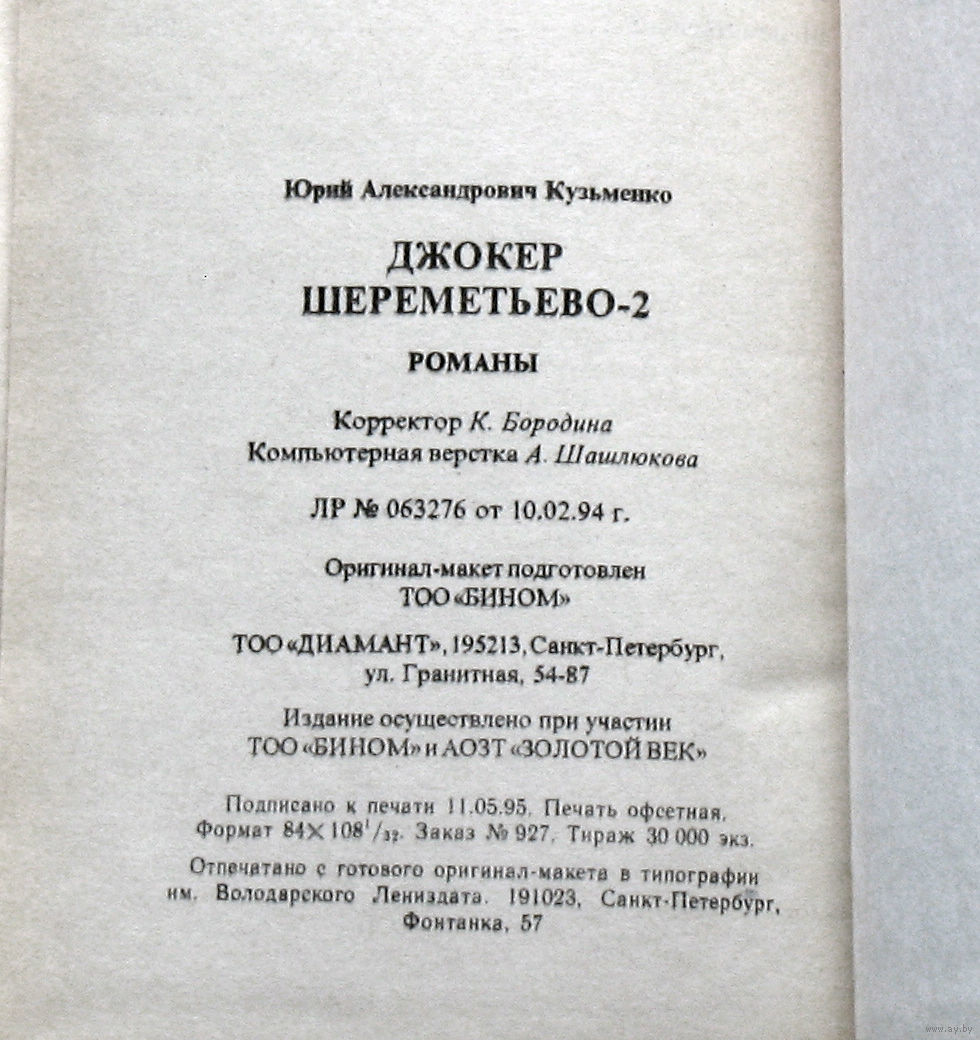 Юрий Александрович Кузьменко
ДЖОКЕР
ШЕРЕМЕТЬЕВО-2
РОМАНЫ
Корректор К. Бородина
Компьютерная верстка А. Шашлюкова
ЛР № 063276 от 10.02.94 г.
Оригинал-макет подготовлен
ТОО «БИНОМ»
ТОО «ДИАМАНТ», 195213, Санкт-Петербург,
ул. Гранитная, 54-87
Издание осуществлено при участии
ТОО «БИНОМ» и АОЗТ «ЗОЛОТОЙ ВЕК»
Подписано к печати 11.05.95. Печать офсетная.
Формат 84×108¹/₃₂. Заказ № 927. Тираж 30 000 экз.
Отпечатано с готового оригинал-макета в типографии
им. Володарского Лениздата. 191023, Санкт-Петербург,
Фонтанка, 57
www.ay.by